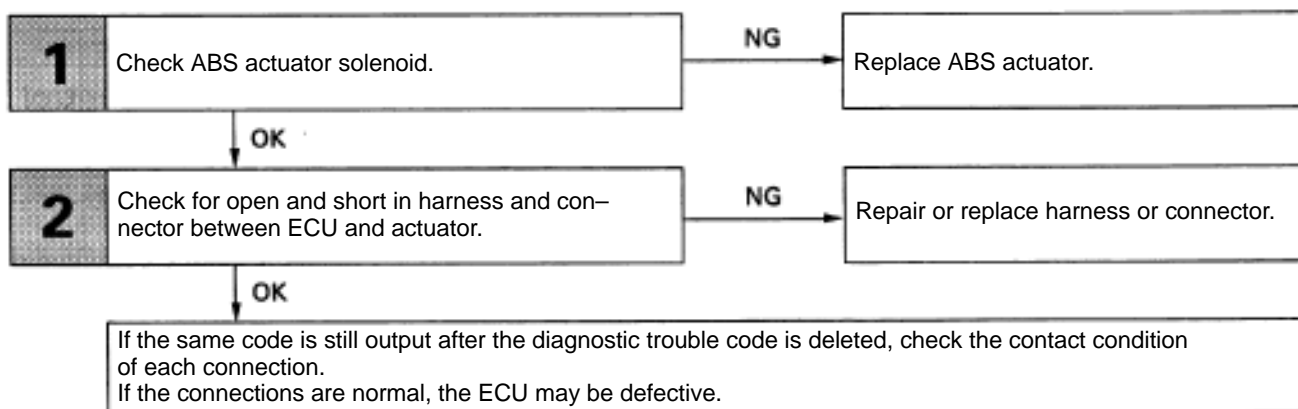 1
Check ABS actuator solenoid.
NG
Replace ABS actuator.
OK
2
Check for open and short in harness and con–
nector between ECU and actuator.
NG
Repair or replace harness or connector.
OK
If the same code is still output after the diagnostic trouble code is deleted, check the contact condition
of each connection.
If the connections are normal, the ECU may be defective.